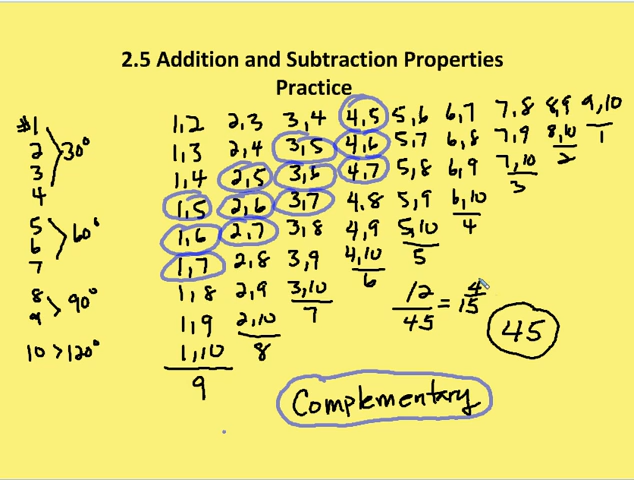 2.5 Addition and Subtraction Properties
Practice
#1
2
3
4
30°
5
6
7
60°
8
9
90°
10 > 120°
1,2 2,3 3,4 4,5 5,6 6,7 7,8 8,9 9,10
1,3 2,4 3,5 4,6 5,7 6,8 7,9 8,10 1
1,4 2,5 3,6 4,7 5,8 6,9 7,10 2
1,5 2,6 3,7 4,8 5,9 6,10 3
1,6 2,7 3,8 4,9 5,10 4
1,7 2,8 3,9 4,10 5
1,8 2,9 3,10 6
1,9 2,10 7
1,10 8
9
12/45 = 4/15
45
Complementary